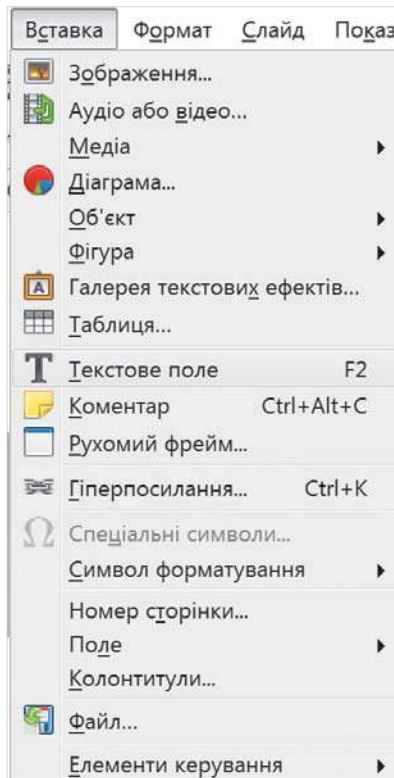 Вставка Формат Слайд Показ
Зображення...
Аудіо або відео...
Медіа
Діаграма...
Об'єкт
Фігура
Галерея текстових ефектів...
Таблиця...
Текстове поле F2
Коментар Ctrl+Alt+C
Рухомий фрейм...
Гіперпосилання... Ctrl+K
Спеціальні символи...
Символ форматування
Номер сторінки...
Поле
Колонтитули...
Файл...
Елементи керування